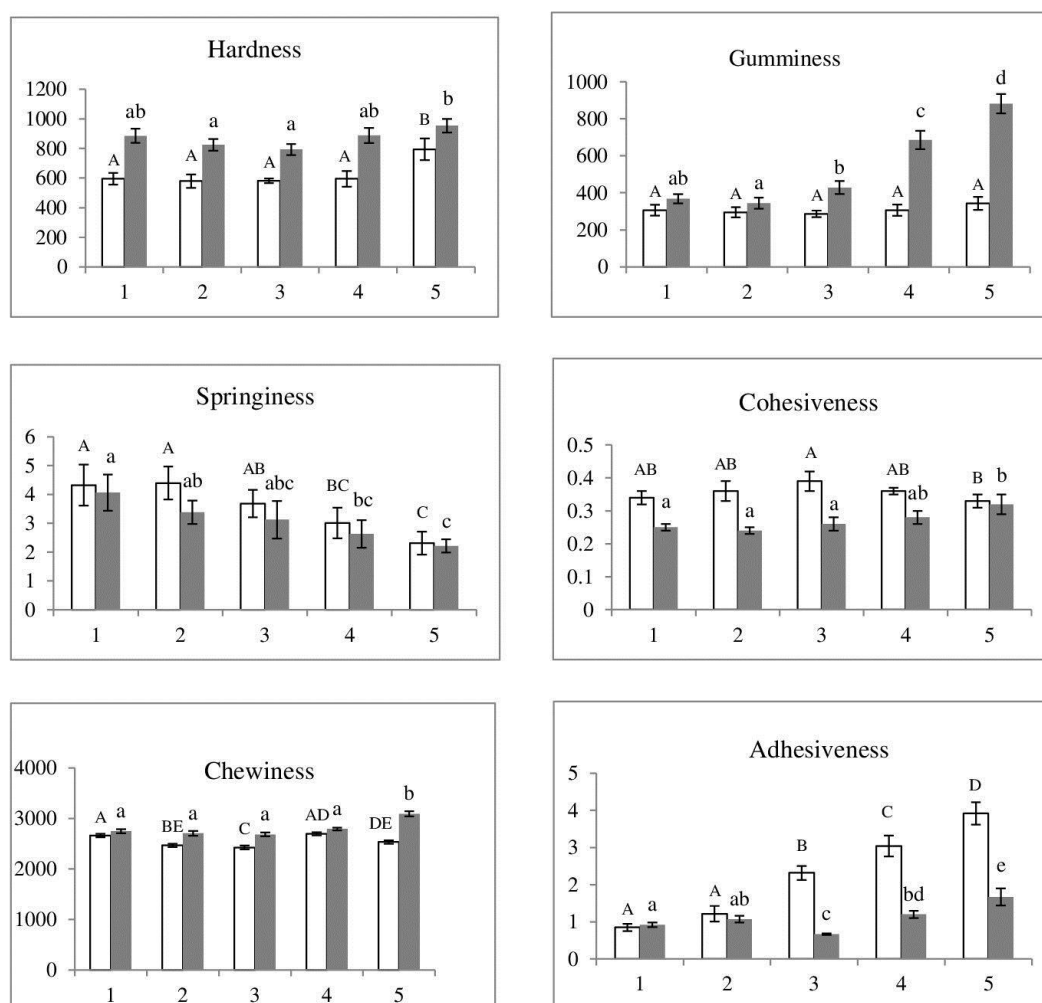 Hardness
1200
1000
800
600
400
200
0
A ab A a A a A ab B b
1 2 3 4 5
Gumminess
1000
800
600
400
200
0
A ab A a A b A c A d
1 2 3 4 5
Springiness
6
5
4
3
2
1
0
A a A ab AB abc BC bc C c
1 2 3 4 5
Cohesiveness
0.5
0.4
0.3
0.2
0.1
0
AB a AB a A a AB ab B b
1 2 3 4 5
Chewiness
4000
3000
2000
1000
0
A a BE a C a AD a DE b
1 2 3 4 5
Adhesiveness
5
4
3
2
1
0
A a A ab B c C bd D e
1 2 3 4 5